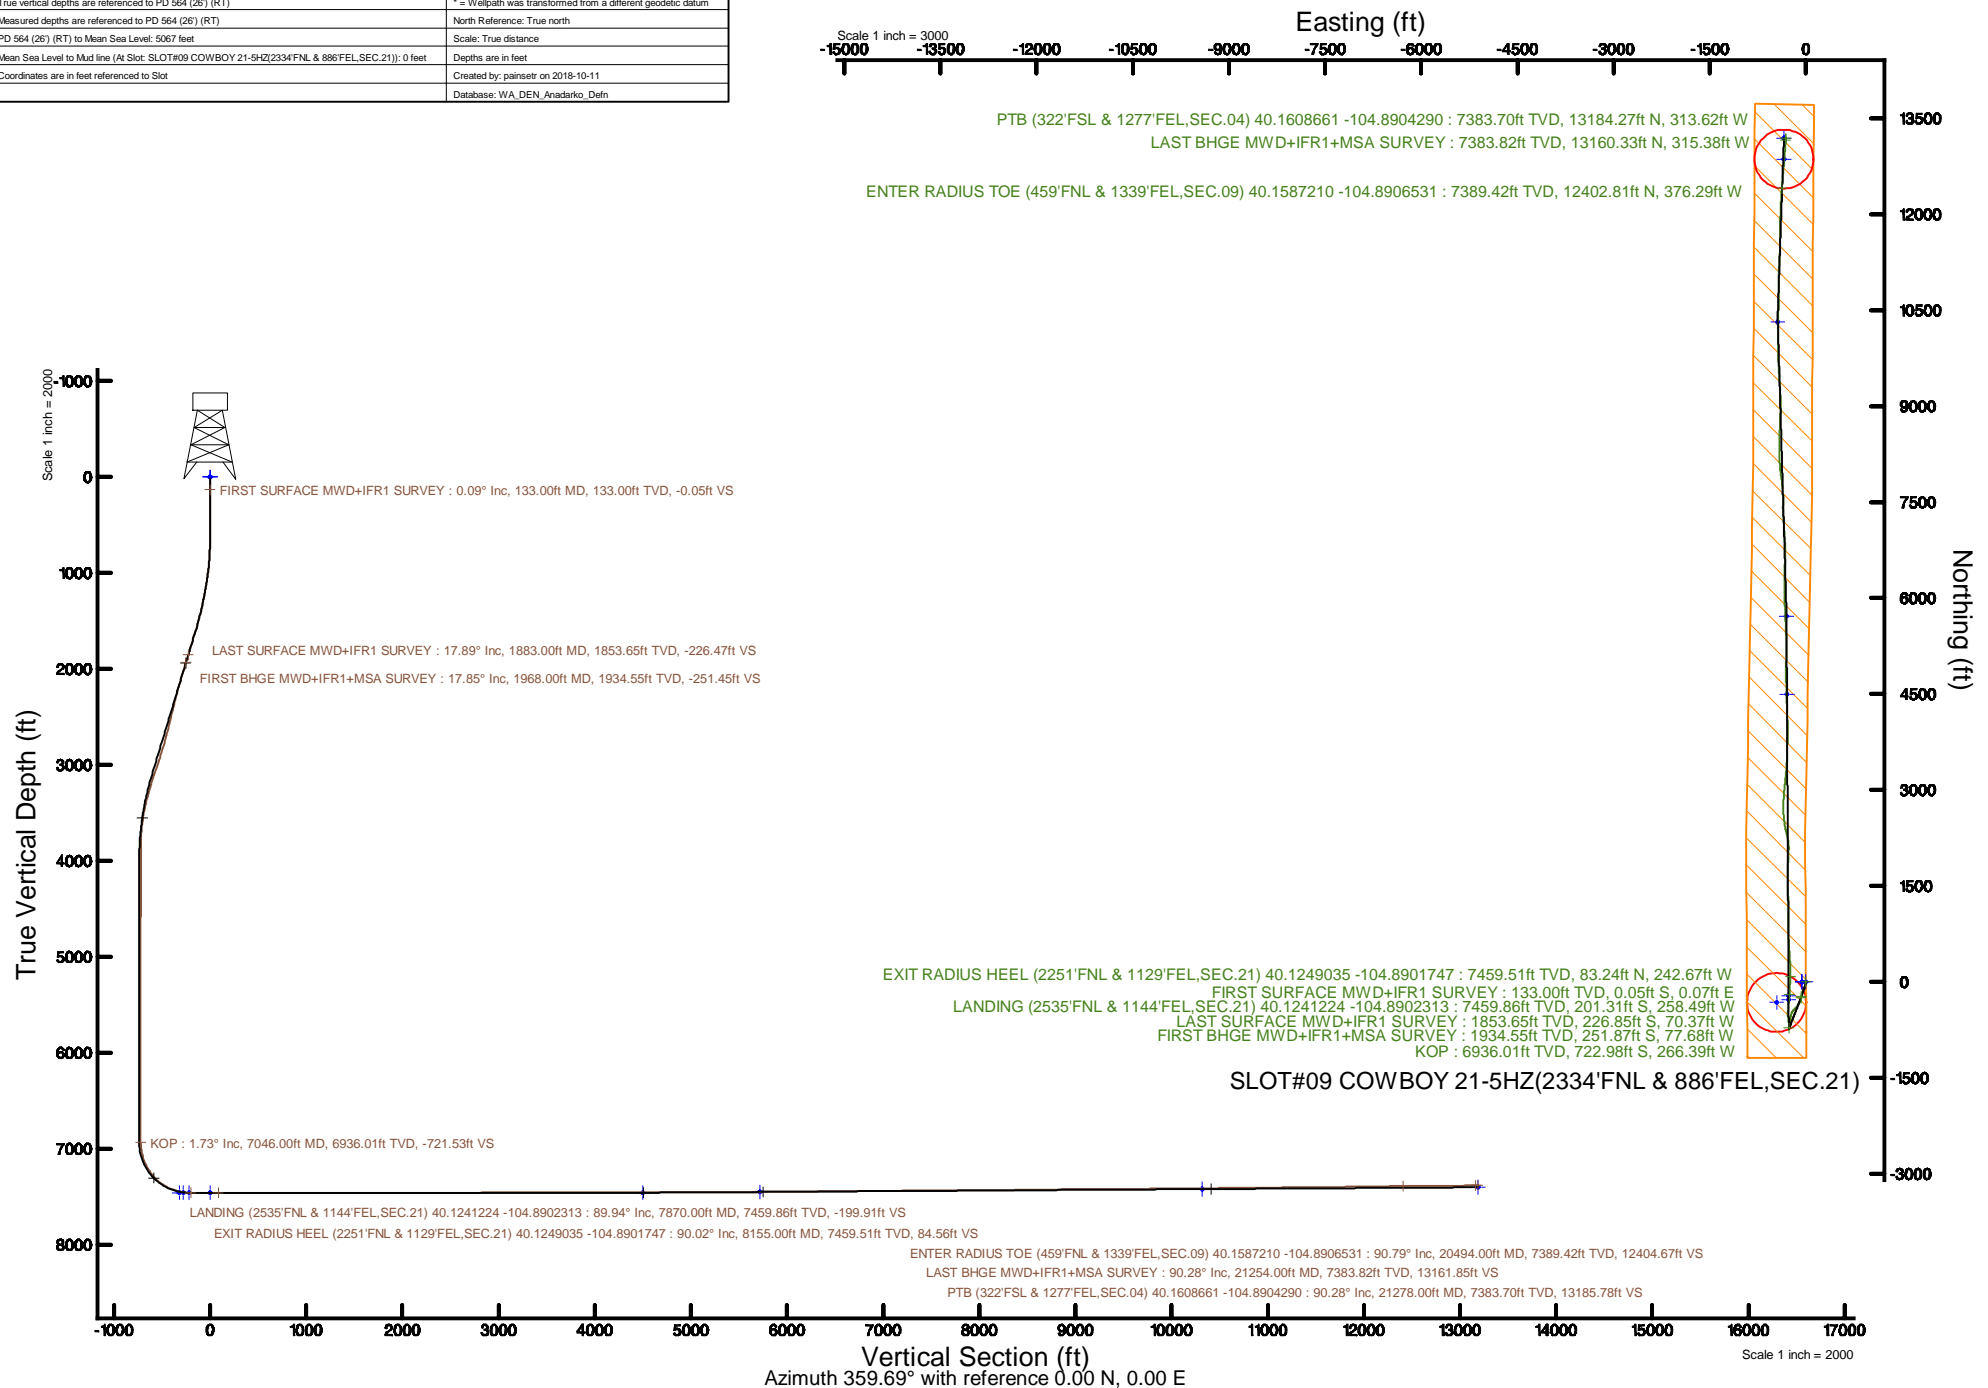 True vertical depths are referenced to PD 564 (26') (RT)
* = Wellpath was transformed from a different geodetic datum
Measured depths are referenced to PD 564 (26') (RT)
North Reference: True north
PD 564 (26') (RT) to Mean Sea Level: 5067 feet
Scale: True distance
Mean Sea Level to Mud line (At Slot: SLOT#09 COWBOY 21-5HZ(2334'FNL & 886'FEL,SEC.21)): 0 feet
Depths are in feet
Coordinates are in feet referenced to Slot
Created by: painsetr on 2018-10-11
Database: WA_DEN_Anadarko_Defn
Easting (ft)
Scale 1 inch = 3000
-15000 -13500 -12000 -10500 -9000 -7500 -6000 -4500 -3000 -1500 0
PTB (322'FSL & 1277'FEL,SEC.04) 40.1608661 -104.8904290 : 7383.70ft TVD, 13184.27ft N, 313.62ft W
LAST BHGE MWD+IFR1+MSA SURVEY : 7383.82ft TVD, 13160.33ft N, 315.38ft W
ENTER RADIUS TOE (459'FNL & 1339'FEL,SEC.09) 40.1587210 -104.8906531 : 7389.42ft TVD, 12402.81ft N, 376.29ft W
13500
12000
10500
9000
7500
6000
4500
3000
1500
0
-1500
-3000
Northing (ft)
EXIT RADIUS HEEL (2251'FNL & 1129'FEL,SEC.21) 40.1249035 -104.8901747 : 7459.51ft TVD, 83.24ft N, 242.67ft W
FIRST SURFACE MWD+IFR1 SURVEY : 133.00ft TVD, 0.05ft S, 0.07ft E
LANDING (2535'FNL & 1144'FEL,SEC.21) 40.1241224 -104.8902313 : 7459.86ft TVD, 201.31ft S, 258.49ft W
LAST SURFACE MWD+IFR1 SURVEY : 1853.65ft TVD, 226.85ft S, 70.37ft W
FIRST BHGE MWD+IFR1+MSA SURVEY : 1934.55ft TVD, 251.87ft S, 77.68ft W
KOP : 6936.01ft TVD, 722.98ft S, 266.39ft W
SLOT#09 COWBOY 21-5HZ(2334'FNL & 886'FEL,SEC.21)
Scale 1 inch = 2000
True Vertical Depth (ft)
-1000
0
1000
2000
3000
4000
5000
6000
7000
8000
FIRST SURFACE MWD+IFR1 SURVEY : 0.09° Inc, 133.00ft MD, 133.00ft TVD, -0.05ft VS
LAST SURFACE MWD+IFR1 SURVEY : 17.89° Inc, 1883.00ft MD, 1853.65ft TVD, -226.47ft VS
FIRST BHGE MWD+IFR1+MSA SURVEY : 17.85° Inc, 1968.00ft MD, 1934.55ft TVD, -251.45ft VS
KOP : 1.73° Inc, 7046.00ft MD, 6936.01ft TVD, -721.53ft VS
LANDING (2535'FNL & 1144'FEL,SEC.21) 40.1241224 -104.8902313 : 89.94° Inc, 7870.00ft MD, 7459.86ft TVD, -199.91ft VS
EXIT RADIUS HEEL (2251'FNL & 1129'FEL,SEC.21) 40.1249035 -104.8901747 : 90.02° Inc, 8155.00ft MD, 7459.51ft TVD, 84.56ft VS
ENTER RADIUS TOE (459'FNL & 1339'FEL,SEC.09) 40.1587210 -104.8906531 : 90.79° Inc, 20494.00ft MD, 7389.42ft TVD, 12404.67ft VS
LAST BHGE MWD+IFR1+MSA SURVEY : 90.28° Inc, 21254.00ft MD, 7383.82ft TVD, 13161.85ft VS
PTB (322'FSL & 1277'FEL,SEC.04) 40.1608661 -104.8904290 : 90.28° Inc, 21278.00ft MD, 7383.70ft TVD, 13185.78ft VS
-1000 0 1000 2000 3000 4000 5000 6000 7000 8000 9000 10000 11000 12000 13000 14000 15000 16000 17000
Vertical Section (ft)
Scale 1 inch = 2000
Azimuth 359.69° with reference 0.00 N, 0.00 E